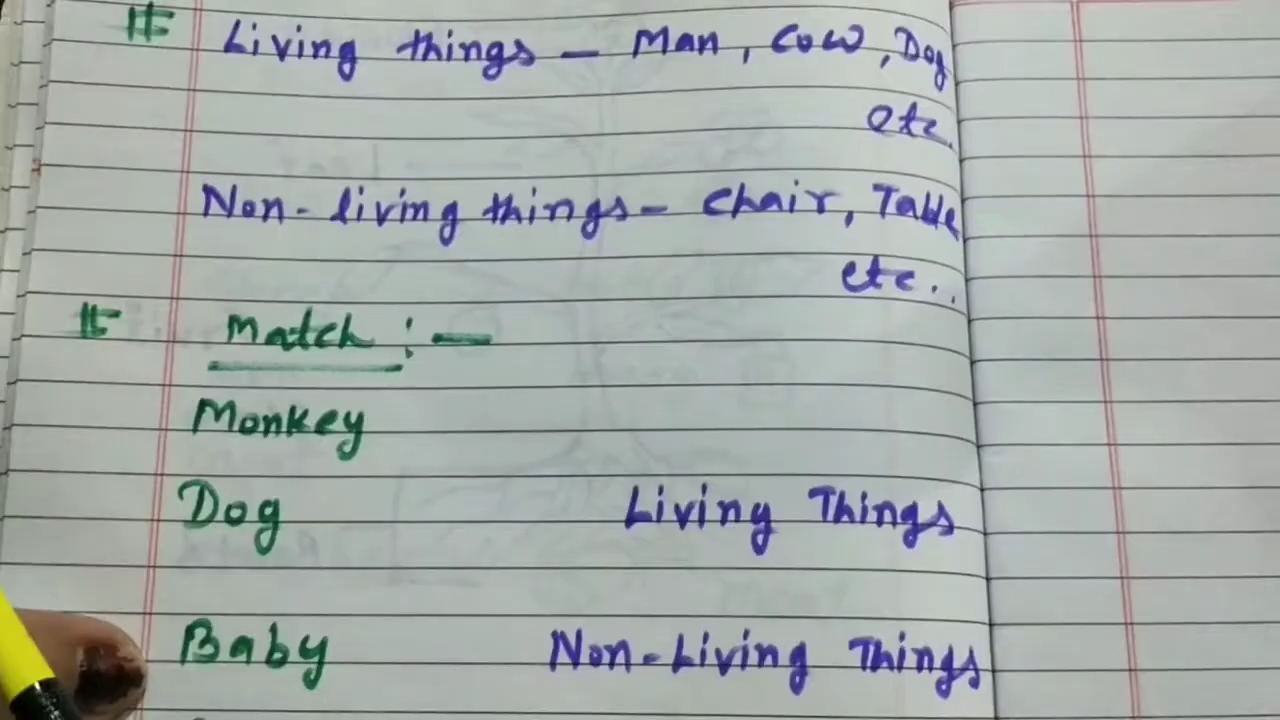 # Living things - Man, Cow, Dog
etc.
Non-living things - Chair, Table
etc..
# Match :-
Monkey
Dog Living Things
Baby Non-Living Things